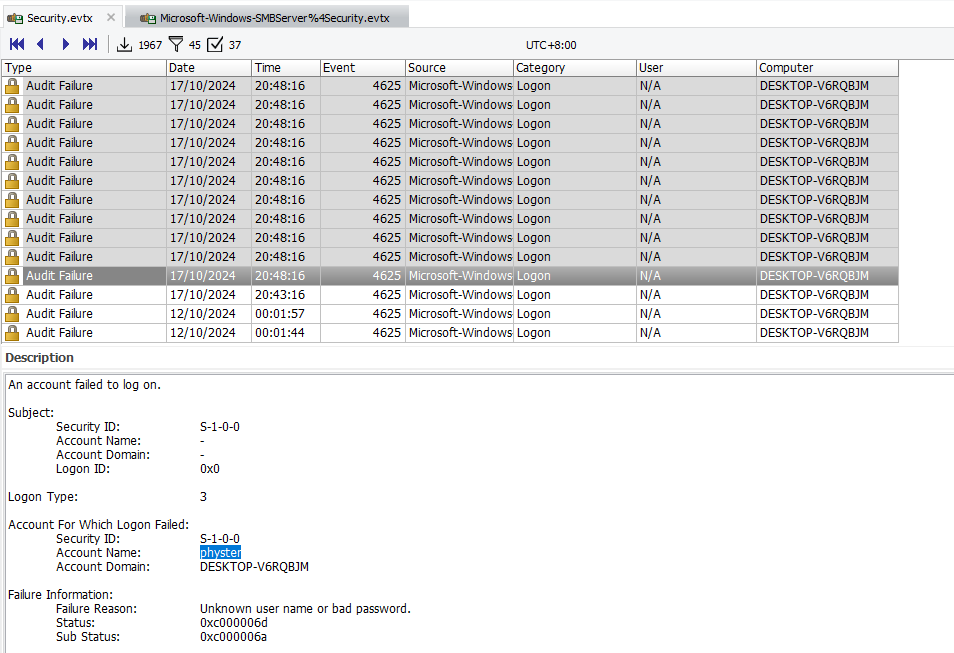 Security.evtx Microsoft-Windows-SMBServer%4Security.evtx
1967 45 37 UTC+8:00
Type Date Time Event Source Category User Computer
Audit Failure 17/10/2024 20:48:16 4625 Microsoft-Windows- Logon N/A DESKTOP-V6RQBJM
Audit Failure 17/10/2024 20:48:16 4625 Microsoft-Windows- Logon N/A DESKTOP-V6RQBJM
Audit Failure 17/10/2024 20:48:16 4625 Microsoft-Windows- Logon N/A DESKTOP-V6RQBJM
Audit Failure 17/10/2024 20:48:16 4625 Microsoft-Windows- Logon N/A DESKTOP-V6RQBJM
Audit Failure 17/10/2024 20:48:16 4625 Microsoft-Windows- Logon N/A DESKTOP-V6RQBJM
Audit Failure 17/10/2024 20:48:16 4625 Microsoft-Windows- Logon N/A DESKTOP-V6RQBJM
Audit Failure 17/10/2024 20:48:16 4625 Microsoft-Windows- Logon N/A DESKTOP-V6RQBJM
Audit Failure 17/10/2024 20:48:16 4625 Microsoft-Windows- Logon N/A DESKTOP-V6RQBJM
Audit Failure 17/10/2024 20:48:16 4625 Microsoft-Windows- Logon N/A DESKTOP-V6RQBJM
Audit Failure 17/10/2024 20:48:16 4625 Microsoft-Windows- Logon N/A DESKTOP-V6RQBJM
Audit Failure 17/10/2024 20:48:16 4625 Microsoft-Windows- Logon N/A DESKTOP-V6RQBJM
Audit Failure 17/10/2024 20:43:16 4625 Microsoft-Windows- Logon N/A DESKTOP-V6RQBJM
Audit Failure 12/10/2024 00:01:57 4625 Microsoft-Windows- Logon N/A DESKTOP-V6RQBJM
Audit Failure 12/10/2024 00:01:44 4625 Microsoft-Windows- Logon N/A DESKTOP-V6RQBJM
Description
An account failed to log on.
Subject:
Security ID: S-1-0-0
Account Name: -
Account Domain: -
Logon ID: 0x0
Logon Type: 3
Account For Which Logon Failed:
Security ID: S-1-0-0
Account Name: physter
Account Domain: DESKTOP-V6RQBJM
Failure Information:
Failure Reason: Unknown user name or bad password.
Status: 0xc000006d
Sub Status: 0xc000006a